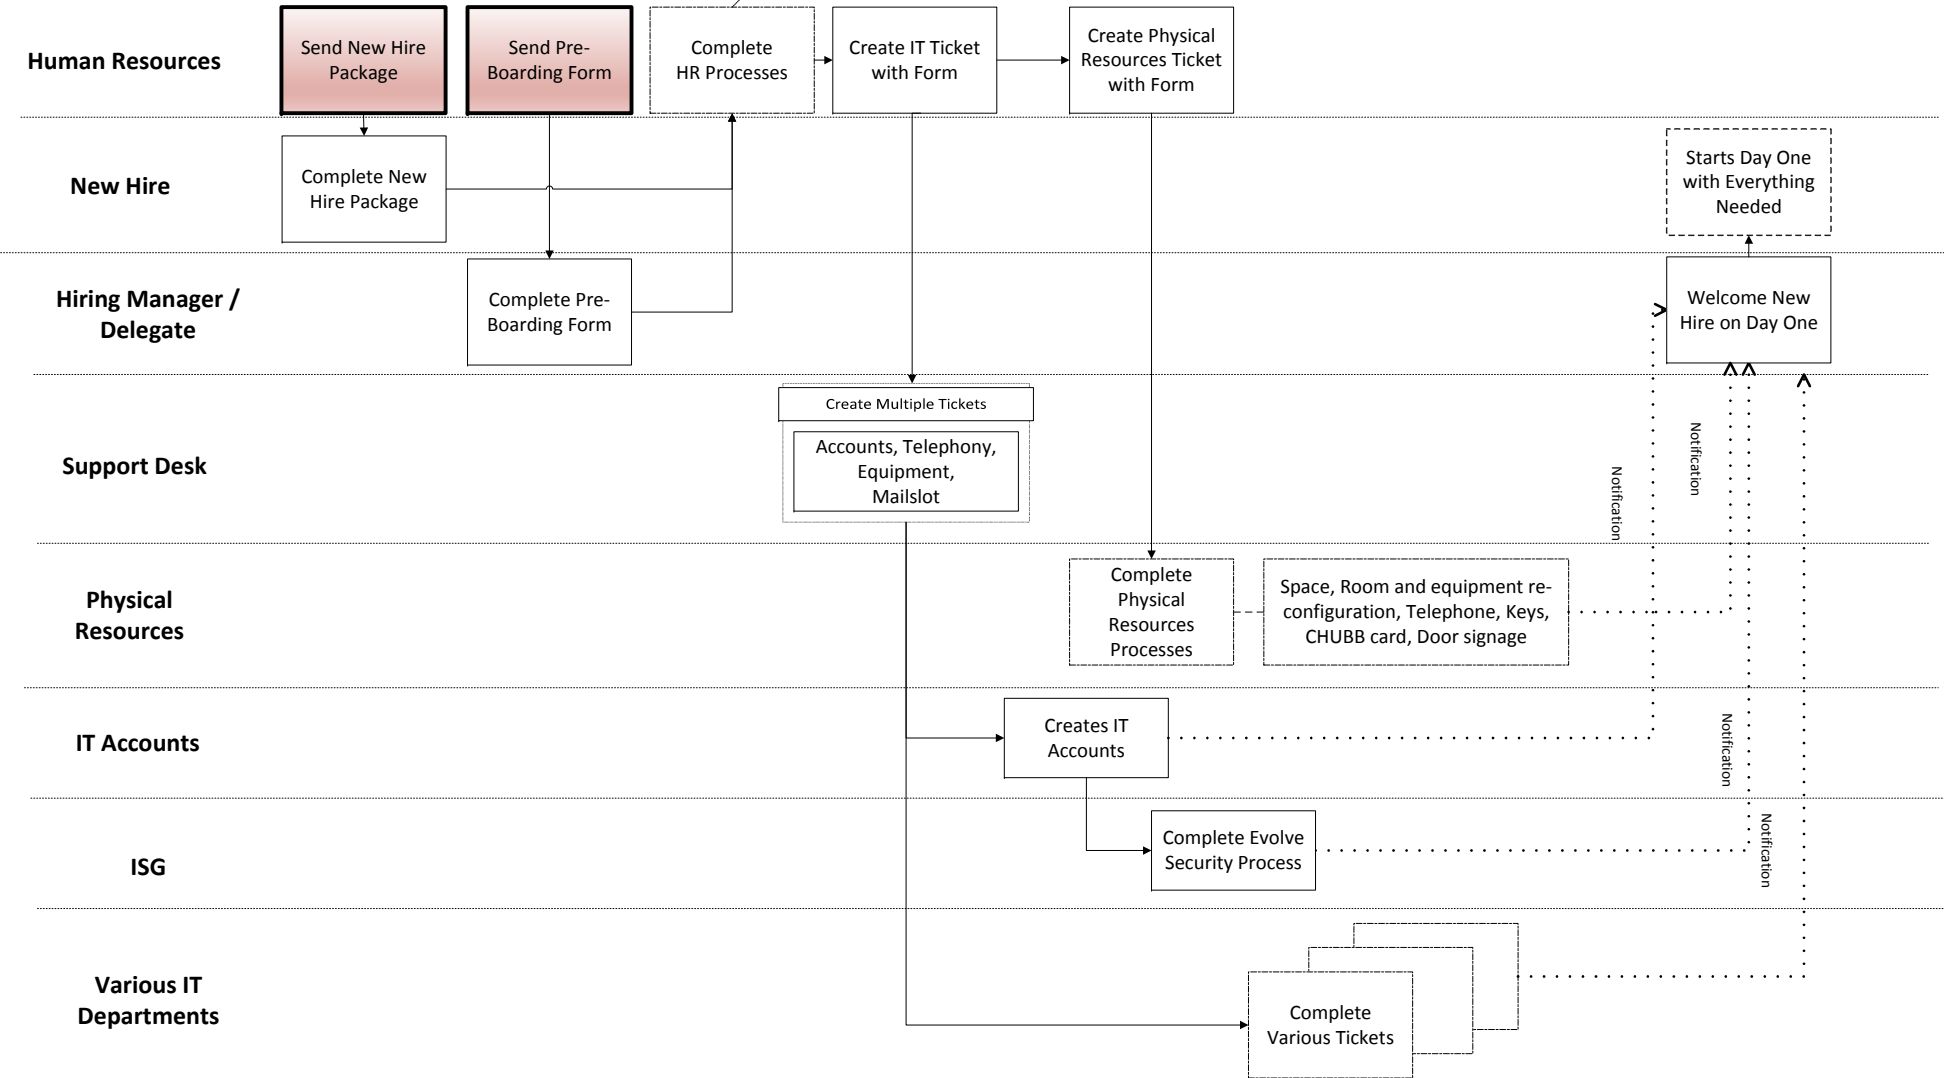 Human Resources
Send New Hire
Package
Send Pre-
Boarding Form
Complete
HR Processes
Create IT Ticket
with Form
Create Physical
Resources Ticket
with Form
New Hire
Complete New
Hire Package
Starts Day One
with Everything
Needed
Hiring Manager /
Delegate
Complete Pre-
Boarding Form
Welcome New
Hire on Day One
Support Desk
Create Multiple Tickets
Accounts, Telephony,
Equipment,
Mailslot
Notification
Notification
Physical
Resources
Complete
Physical
Resources
Processes
Space, Room and equipment re-
configuration, Telephone, Keys,
CHUBB card, Door signage
IT Accounts
Creates IT
Accounts
Notification
ISG
Complete Evolve
Security Process
Notification
Various IT
Departments
Complete
Various Tickets